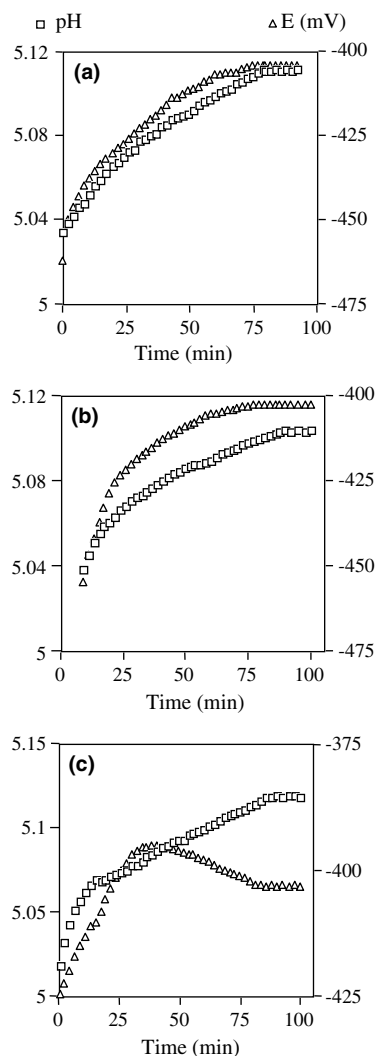 □ pH △ E (mV)
(a)
5.12 -400
5.08 -425
5.04 -450
5 -475
0 25 50 75 100
Time (min)
(b)
5.12 -400
5.08 -425
5.04 -450
5 -475
0 25 50 75 100
Time (min)
(c)
5.15 -375
5.1
-400
5.05
5 -425
0 25 50 75 100
Time (min)